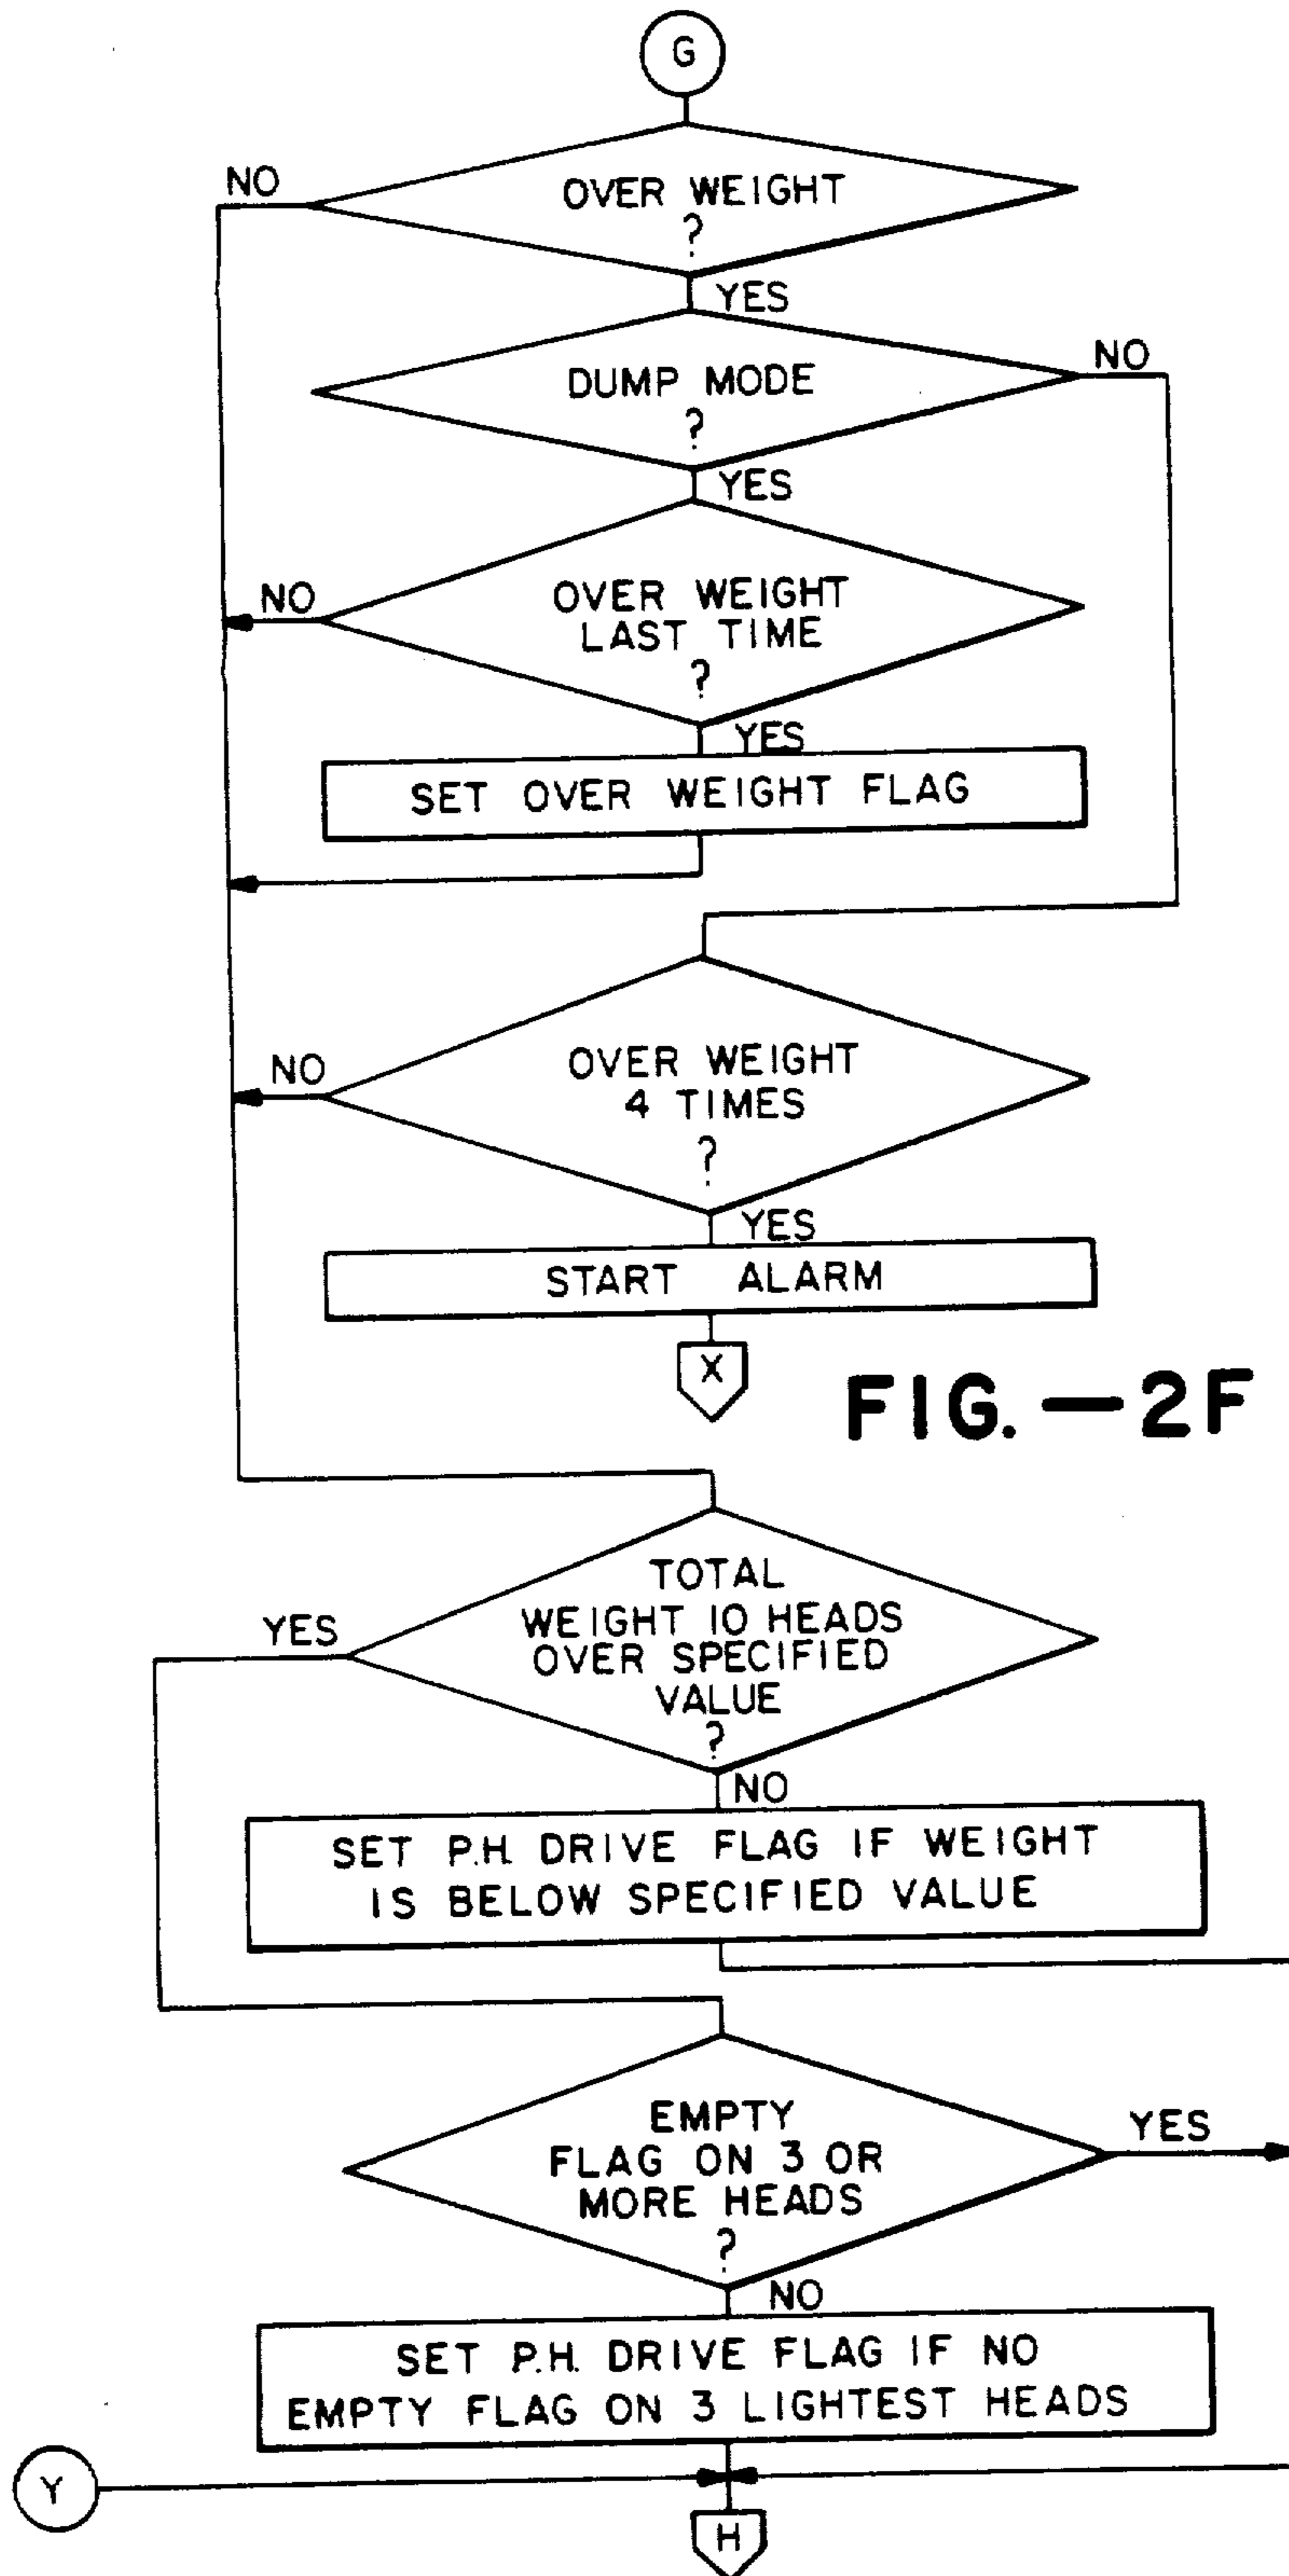 G
OVER WEIGHT
?
NO
YES
DUMP MODE
?
NO
YES
OVER WEIGHT
LAST TIME
?
NO
YES
SET OVER WEIGHT FLAG
OVER WEIGHT
4 TIMES
?
NO
YES
START ALARM
X
FIG.-2F
TOTAL
WEIGHT 10 HEADS
OVER SPECIFIED
VALUE
?
YES
NO
SET P.H. DRIVE FLAG IF WEIGHT
IS BELOW SPECIFIED VALUE
EMPTY
FLAG ON 3 OR
MORE HEADS
?
YES
NO
SET P.H. DRIVE FLAG IF NO
EMPTY FLAG ON 3 LIGHTEST HEADS
Y
H